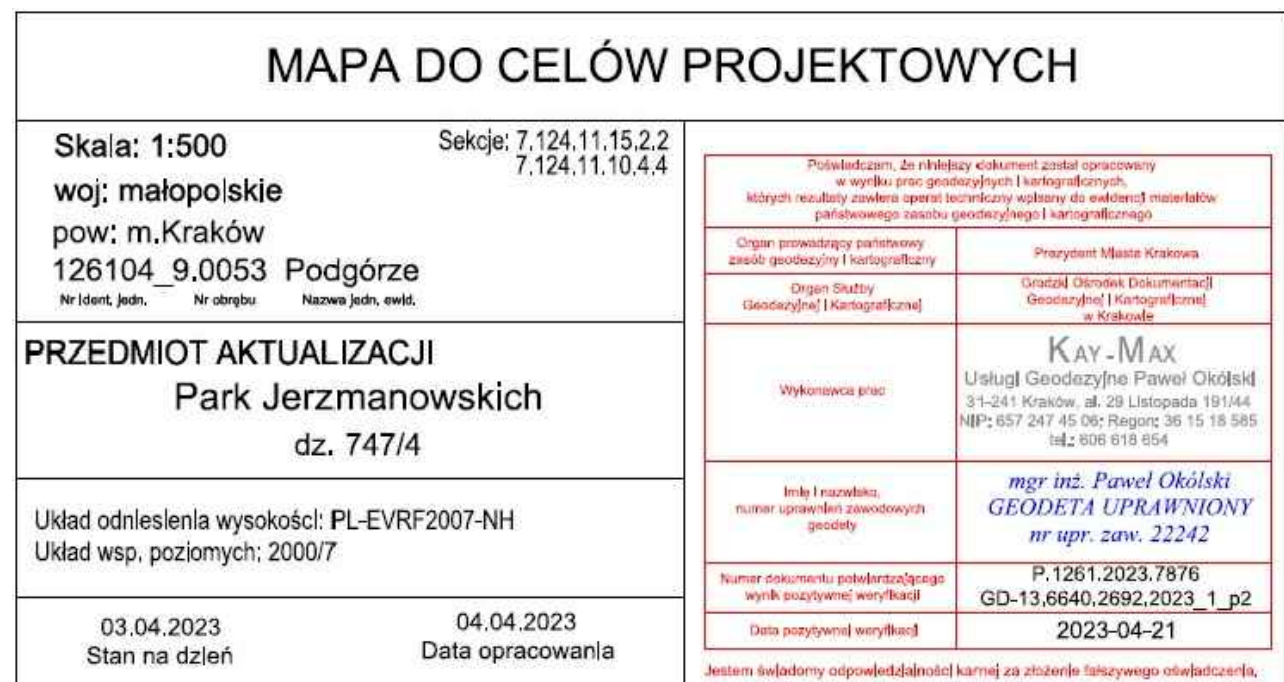 MAPA DO CELÓW PROJEKTOWYCH
Skala: 1:500
Sekcje: 7.124.11.15.2.2
7.124.11.10.4.4
woj: małopolskie
pow: m.Kraków
126104_9.0053 Podgórze
Nr ident. jedn. Nr obrębu Nazwa jedn. ewid.
PRZEDMIOT AKTUALIZACJI
Park Jerzmanowskich
dz. 747/4
Układ odniesienia wysokości: PL-EVRF2007-NH
Układ wsp. poziomych: 2000/7
03.04.2023
Stan na dzień
04.04.2023
Data opracowania
Poświadczam, że niniejszy dokument został opracowany
w wyniku prac geodezyjnych i kartograficznych,
których rezultaty zawiera operat techniczny wpisany do ewidencji materiałów
państwowego zasobu geodezyjnego i kartograficznego
Organ prowadzący państwowy
zasób geodezyjny i kartograficzny
Prezydent Miasta Krakowa
Organ Służby
Geodezyjnej i Kartograficznej
Grodzki Ośrodek Dokumentacji
Geodezyjnej i Kartograficznej
w Krakowie
Wykonawca prac
KAY-MAX
Usługi Geodezyjne Paweł Okólski
31-241 Kraków, al. 29 Listopada 191/44
NIP: 657 247 45 06; Regon: 36 15 18 585
tel.: 606 618 654
Imię i nazwisko,
numer uprawnień zawodowych
geodety
mgr inż. Paweł Okólski
GEODETA UPRAWNIONY
nr upr. zaw. 22242
Numer dokumentu potwierdzającego
wynik pozytywnej weryfikacji
P.1261.2023.7876
GD-13.6640.2692.2023_1_p2
Data pozytywnej weryfikacji
2023-04-21
Jestem świadomy odpowiedzialności karnej za złożenie fałszywego oświadczenia,